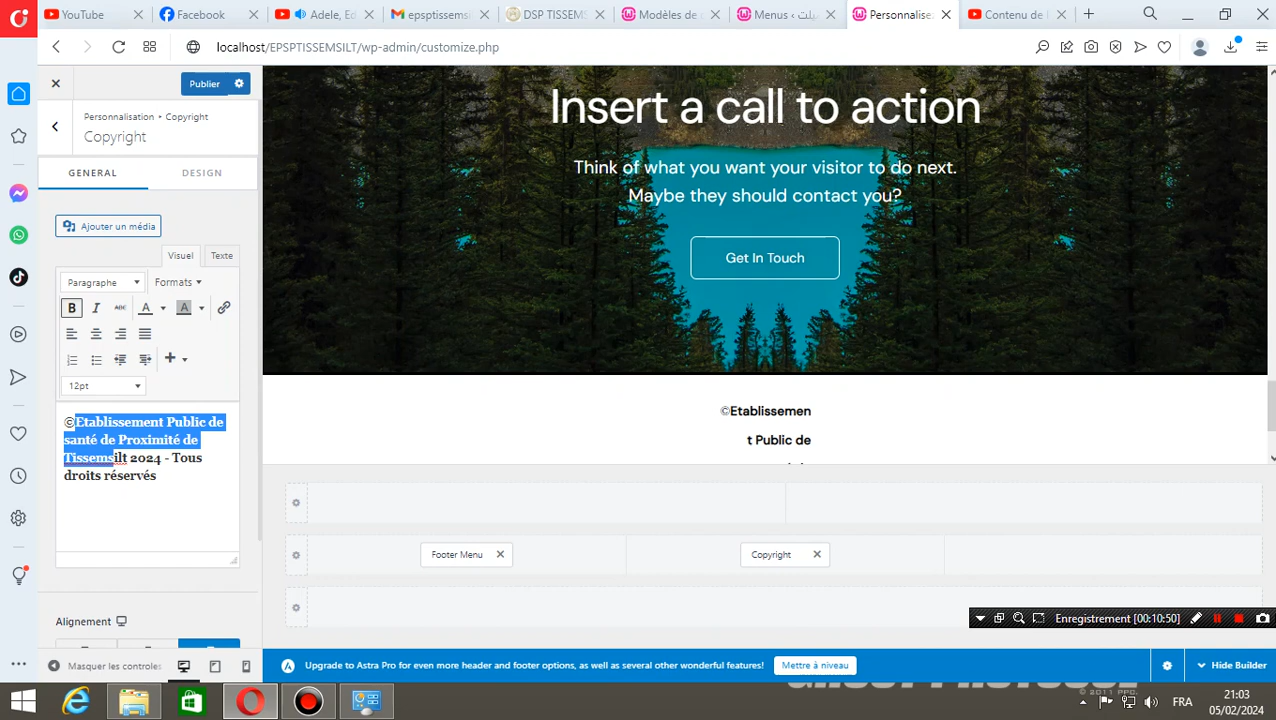 YouTube
Facebook
Adele, Ed
epsptissems
DSP TISSEM
Modèles de
Menus ‹
Personnalise
Contenu de
localhost/EPSPTISSEMSILT/wp-admin/customize.php
Publier
Personnalisation • Copyright
Copyright
GENERAL
DESIGN
Ajouter un média
Visuel
Texte
Paragraphe
Formats
B
I
ABC
A
A
12pt
©Etablissement Public de
santé de Proximité de
Tissemsilt 2024 - Tous
droits réservés
Alignement
Masquer les controles
Insert a call to action
Think of what you want your visitor to do next.
Maybe they should contact you?
Get In Touch
©Etablissemen
t Public de
Footer Menu
Copyright
Enregistrement [00:10:50]
Upgrade to Astra Pro for even more header and footer options, as well as several other wonderful features!
Mettre à niveau
Hide Builder
© 2011 PPG.
FRA
21:03
05/02/2024